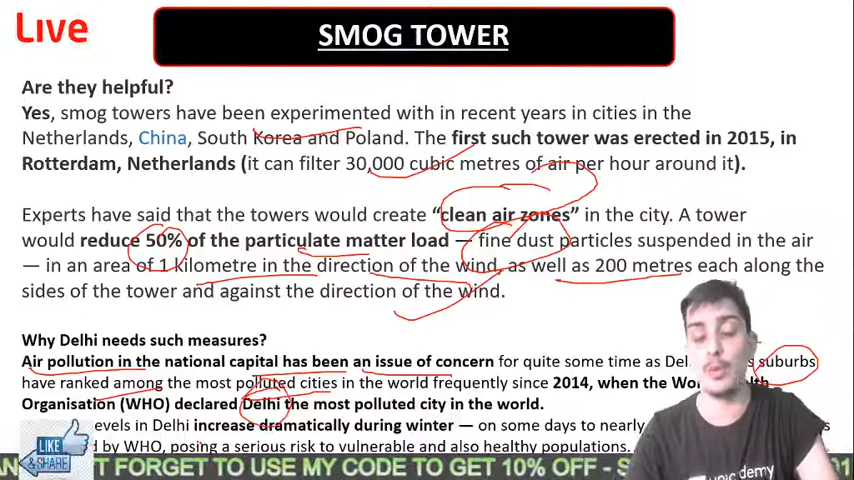 Live
SMOG TOWER
Are they helpful?
Yes, smog towers have been experimented with in recent years in cities in the
Netherlands, China, South Korea and Poland. The first such tower was erected in 2015, in
Rotterdam, Netherlands (it can filter 30,000 cubic metres of air per hour around it).
Experts have said that the towers would create “clean air zones” in the city. A tower
would reduce 50% of the particulate matter load — fine dust particles suspended in the air
— in an area of 1 kilometre in the direction of the wind, as well as 200 metres each along the
sides of the tower and against the direction of the wind.
Why Delhi needs such measures?
Air pollution in the national capital has been an issue of concern for quite some time as suburbs
have ranked among the most polluted cities in the world frequently since 2014, when the
Organisation (WHO) declared Delhi the most polluted city in the world.
levels in Delhi increase dramatically during winter — on some days to nearly
by WHO, posing a serious risk to vulnerable and also healthy populations.
LIKE
& SHARE
FORGET TO USE MY CODE TO GET 10% OFF -